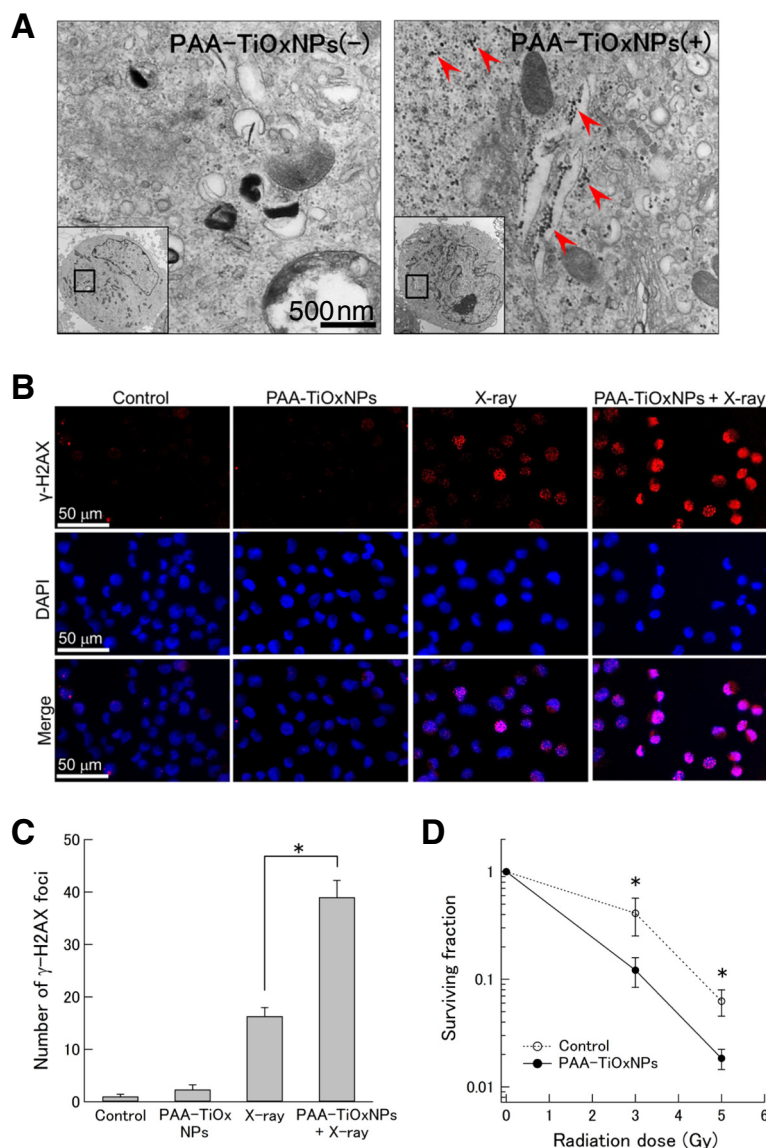 A
PAA-TiOxNPs(-)
PAA-TiOxNPs(+)
500nm
B
Control
PAA-TiOxNPs
X-ray
PAA-TiOxNPs + X-ray
γ-H2AX
50 μm
DAPI
50 μm
Merge
50 μm
C
Number of γ-H2AX foci
50
40
30
20
10
0
*
Control
PAA-TiOx
NPs
X-ray
PAA-TiOxNPs
+ X-ray
D
Surviving fraction
1
0.1
0.01
*
*
Control
PAA-TiOxNPs
0
1
2
3
4
5
6
Radiation dose (Gy)